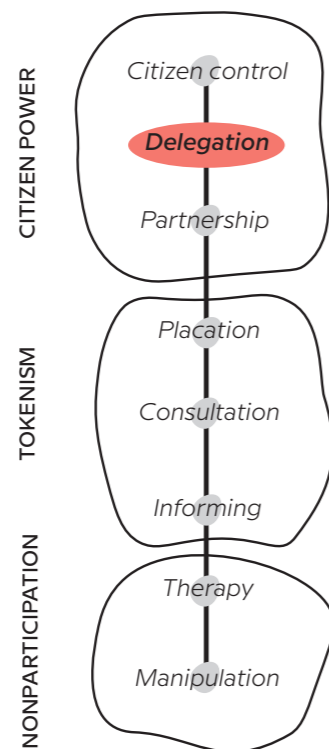 CITIZEN POWER
Citizen control
Delegation
Partnership
TOKENISM
Placation
Consultation
Informing
NONPARTICIPATION
Therapy
Manipulation